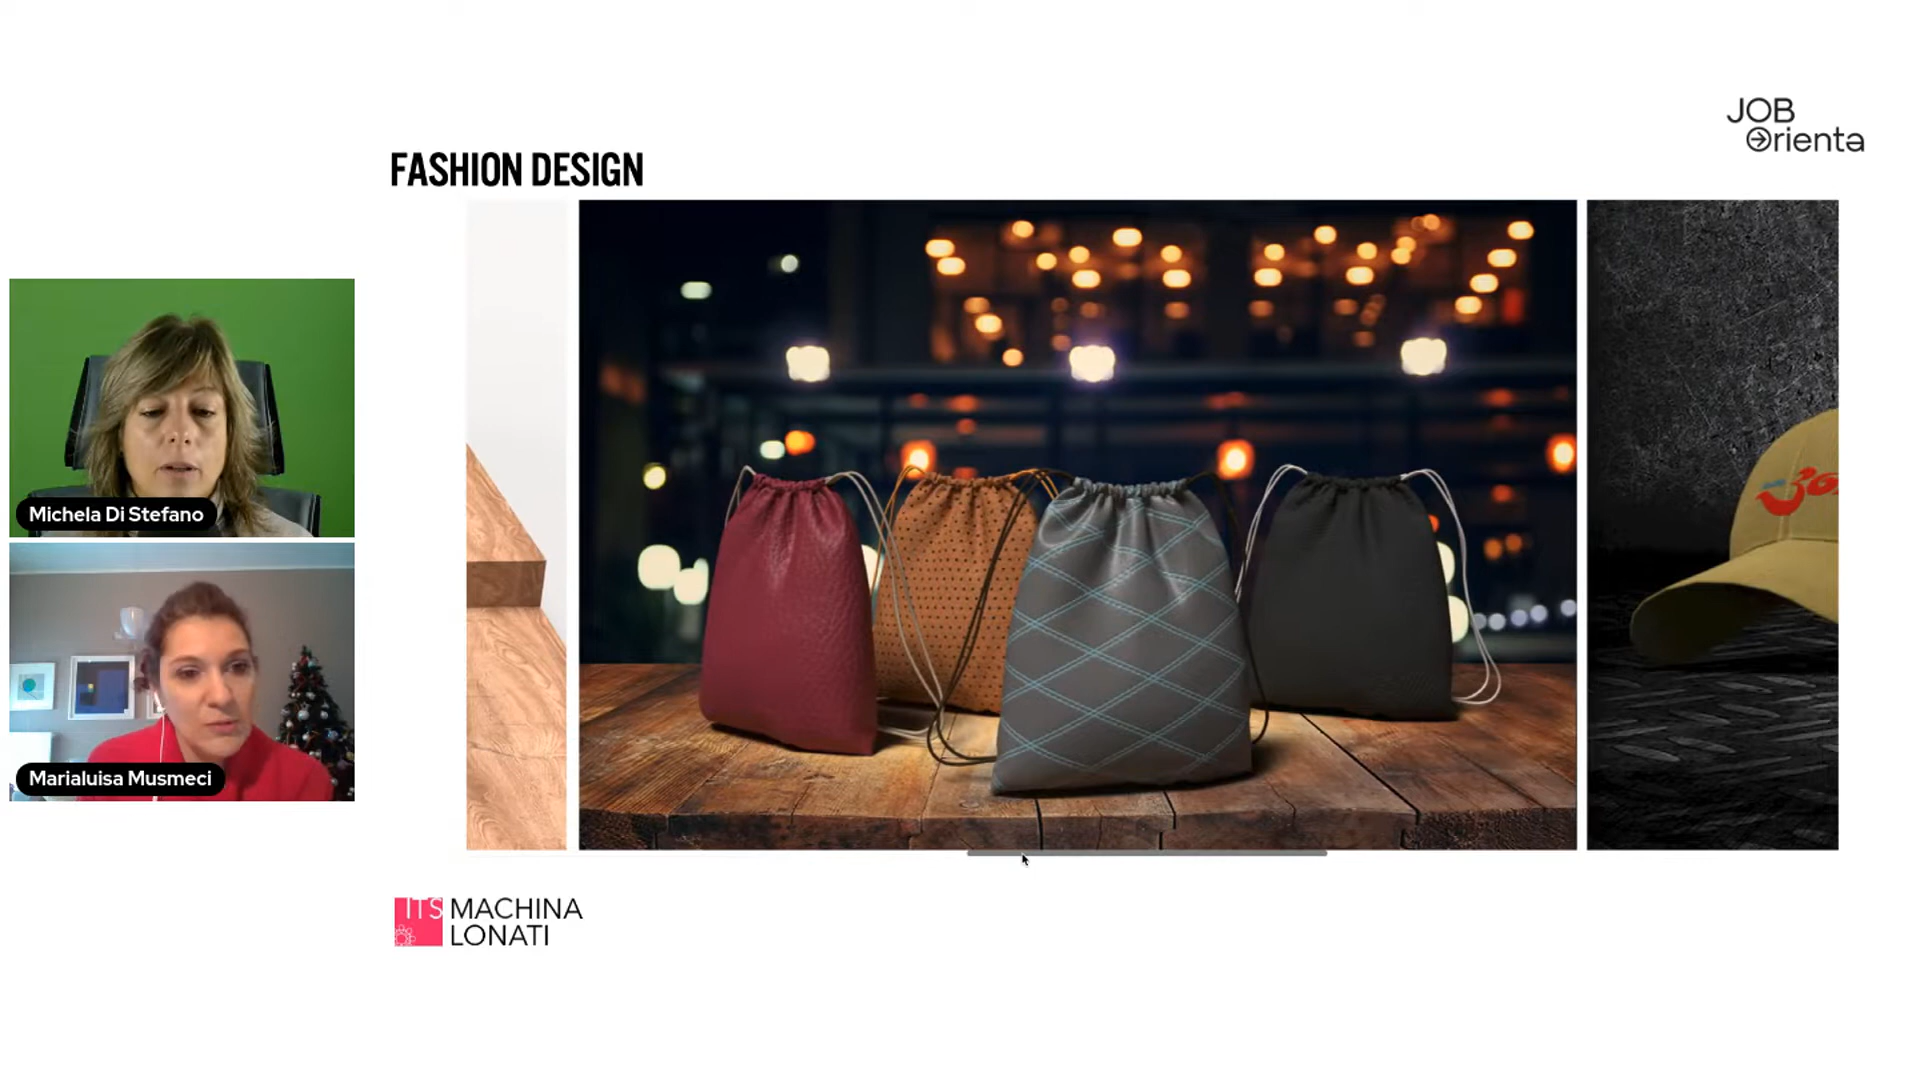 JOB
Orienta
FASHION DESIGN
Michela Di Stefano
Marialuisa Musmeci
ITS MACHINA
LONATI